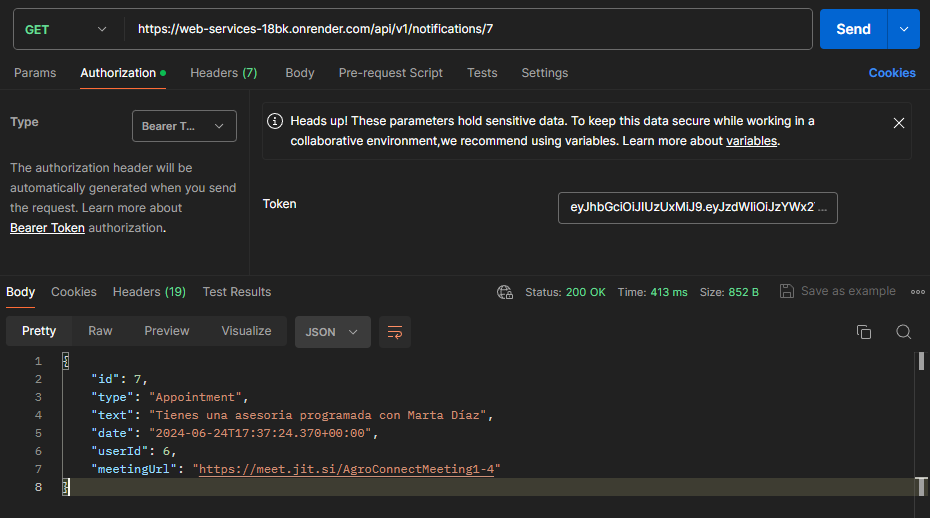 GET https://web-services-18bk.onrender.com/api/v1/notifications/7 Send
Params Authorization Headers (7) Body Pre-request Script Tests Settings Cookies
Type Bearer T...
The authorization header will be
automatically generated when you send
the request. Learn more about
Bearer Token authorization.
Heads up! These parameters hold sensitive data. To keep this data secure while working in a
collaborative environment,we recommend using variables. Learn more about variables.
Token eyJhbGciOiJIUzUxMiJ9.eyJzdWIiOiJzYWx2...
Body Cookies Headers (19) Test Results Status: 200 OK Time: 413 ms Size: 852 B Save as example
Pretty Raw Preview Visualize JSON
1 {
2 "id": 7,
3 "type": "Appointment",
4 "text": "Tienes una asesoria programada con Marta Díaz",
5 "date": "2024-06-24T17:37:24.370+00:00",
6 "userId": 6,
7 "meetingUrl": "https://meet.jit.si/AgroConnectMeeting1-4"
8 }